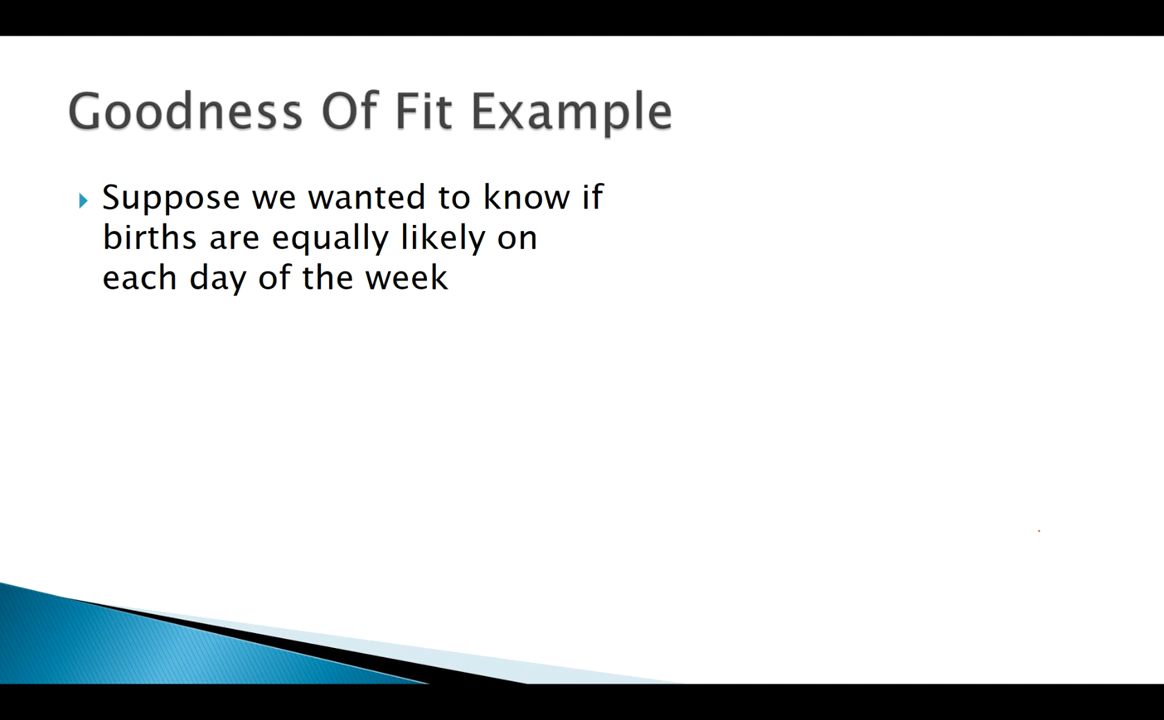 Goodness Of Fit Example
Suppose we wanted to know if
births are equally likely on
each day of the week